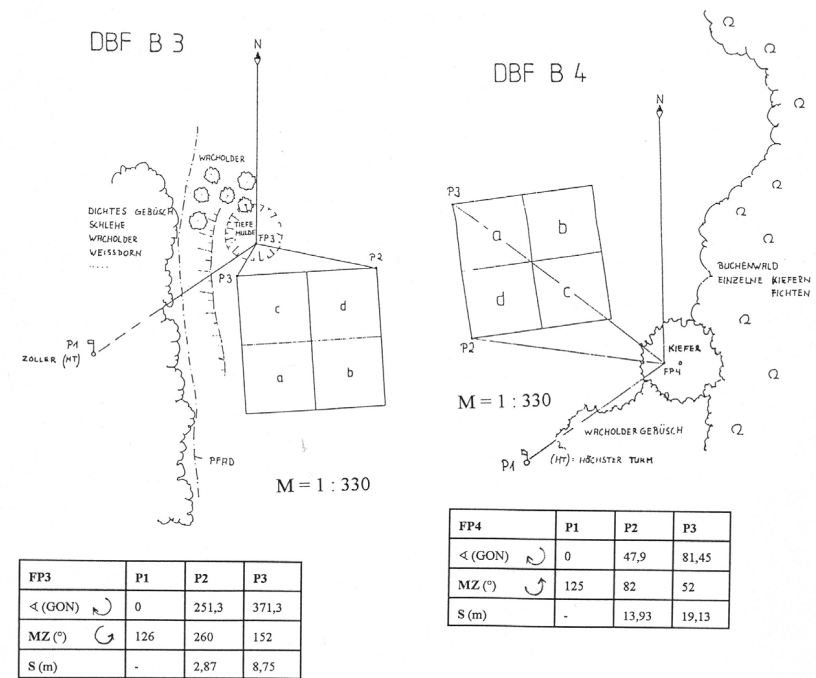 DBF B 3
N
WACHOLDER
DICHTES GEBÜSCH
SCHLEHE
WACHOLDER
WEISSDORN
.....
TIEFE
MULDE
FP3
P2
P3
c
d
a
b
P1
ZOLLER (HT)
PFAD
M = 1 : 330
FP3 P1 P2 P3
∢ (GON) 0 251,3 371,3
MZ (°) 126 260 152
S (m) - 2,87 8,75
DBF B 4
N
P3
a
b
d
c
P2
BUCHENWALD
EINZELNE KIEFERN
FICHTEN
KIEFER
FP4
M = 1 : 330
WACHOLDERGEBÜSCH
P1
(HT) = HÖCHSTER TURM
FP4 P1 P2 P3
∢ (GON) 0 47,9 81,45
MZ (°) 125 82 52
S (m) - 13,93 19,13